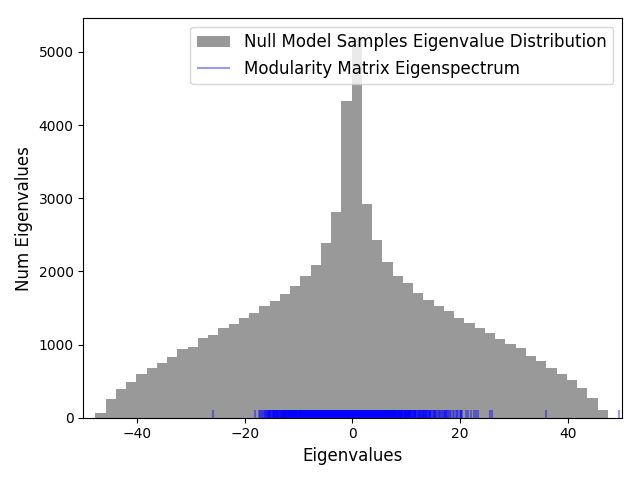 Null Model Samples Eigenvalue Distribution
Modularity Matrix Eigenspectrum
5000
4000
3000
2000
1000
0
Num Eigenvalues
−40 −20 0 20 40
Eigenvalues